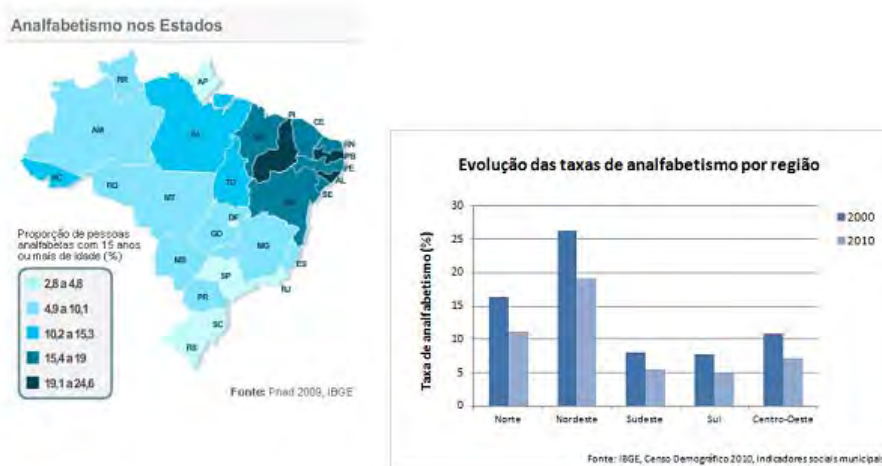 Analfabetismo nos Estados
RR
AP
AM
PA
PI
CE
RN
PB
PE
AL
SE
AC
RO
TO
MT
DF
GO
MG
MS
ES
SP
RJ
PR
SC
RS
Proporção de pessoas
analfabetas com 15 anos
ou mais de idade (%)
2,8 a 4,8
4,9 a 10,1
10,2 a 15,3
15,4 a 19
19,1 a 24,6
Fonte: Pnad 2009, IBGE
Evolução das taxas de analfabetismo por região
Taxa de analfabetismo (%)
30
25
20
15
10
5
0
Norte
Nordeste
Sudeste
Sul
Centro-Oeste
2000
2010
Fonte: IBGE, Censo Demográfico 2010, Indicadores sociais municipais